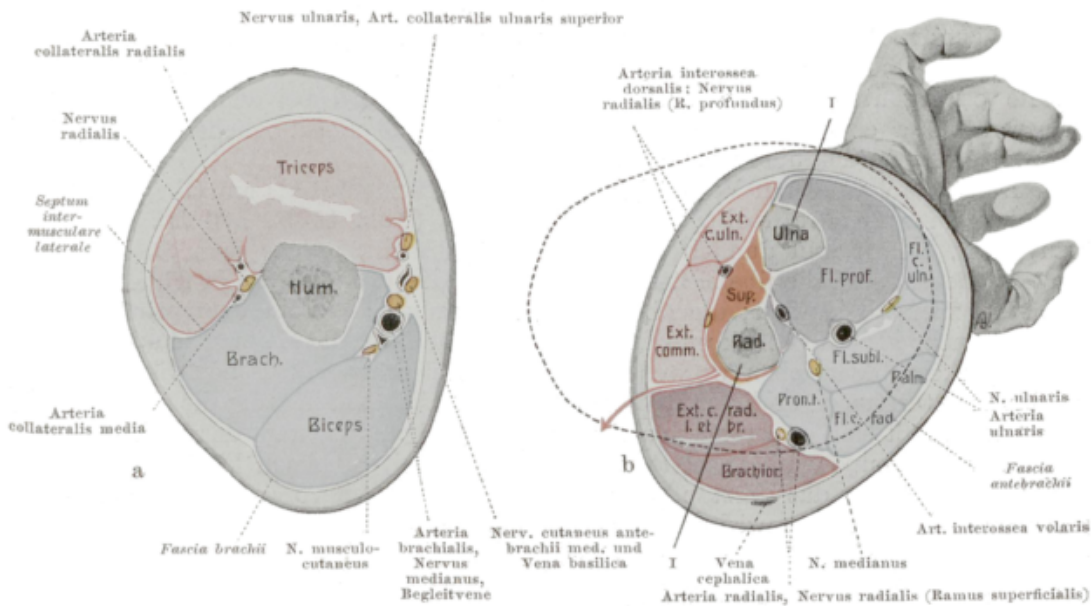 Nervus ulnaris, Art. collateralis ulnaris superior
Arteria
collateralis radialis
Nervus
radialis
Septum
inter-
musculare
laterale
Triceps
Hum.
Brach.
Biceps
Arteria
collateralis media
a
Fascia brachii
N. musculo-
cutaneus
Arteria
brachialis,
Nervus
medianus,
Begleitvene
Nerv. cutaneus ante-
brachii med. und
Vena basilica
Arteria interossea
dorsalis; Nervus
radialis (R. profundus)
I
Ext.
c. uln.
Ulna
Fl. prof.
Fl.
c.
uln.
Sup.
Ext.
comm.
Rad.
Fl. subl.
Palm.
Pron. t.
Fl. c. rad.
Ext. c. rad.
l. et br.
Brachior.
b
N. ulnaris
Arteria
ulnaris
Fascia
antebrachii
Art. interossea volaris
N. medianus
I
Vena
cephalica
Arteria radialis, Nervus radialis (Ramus superficialis)